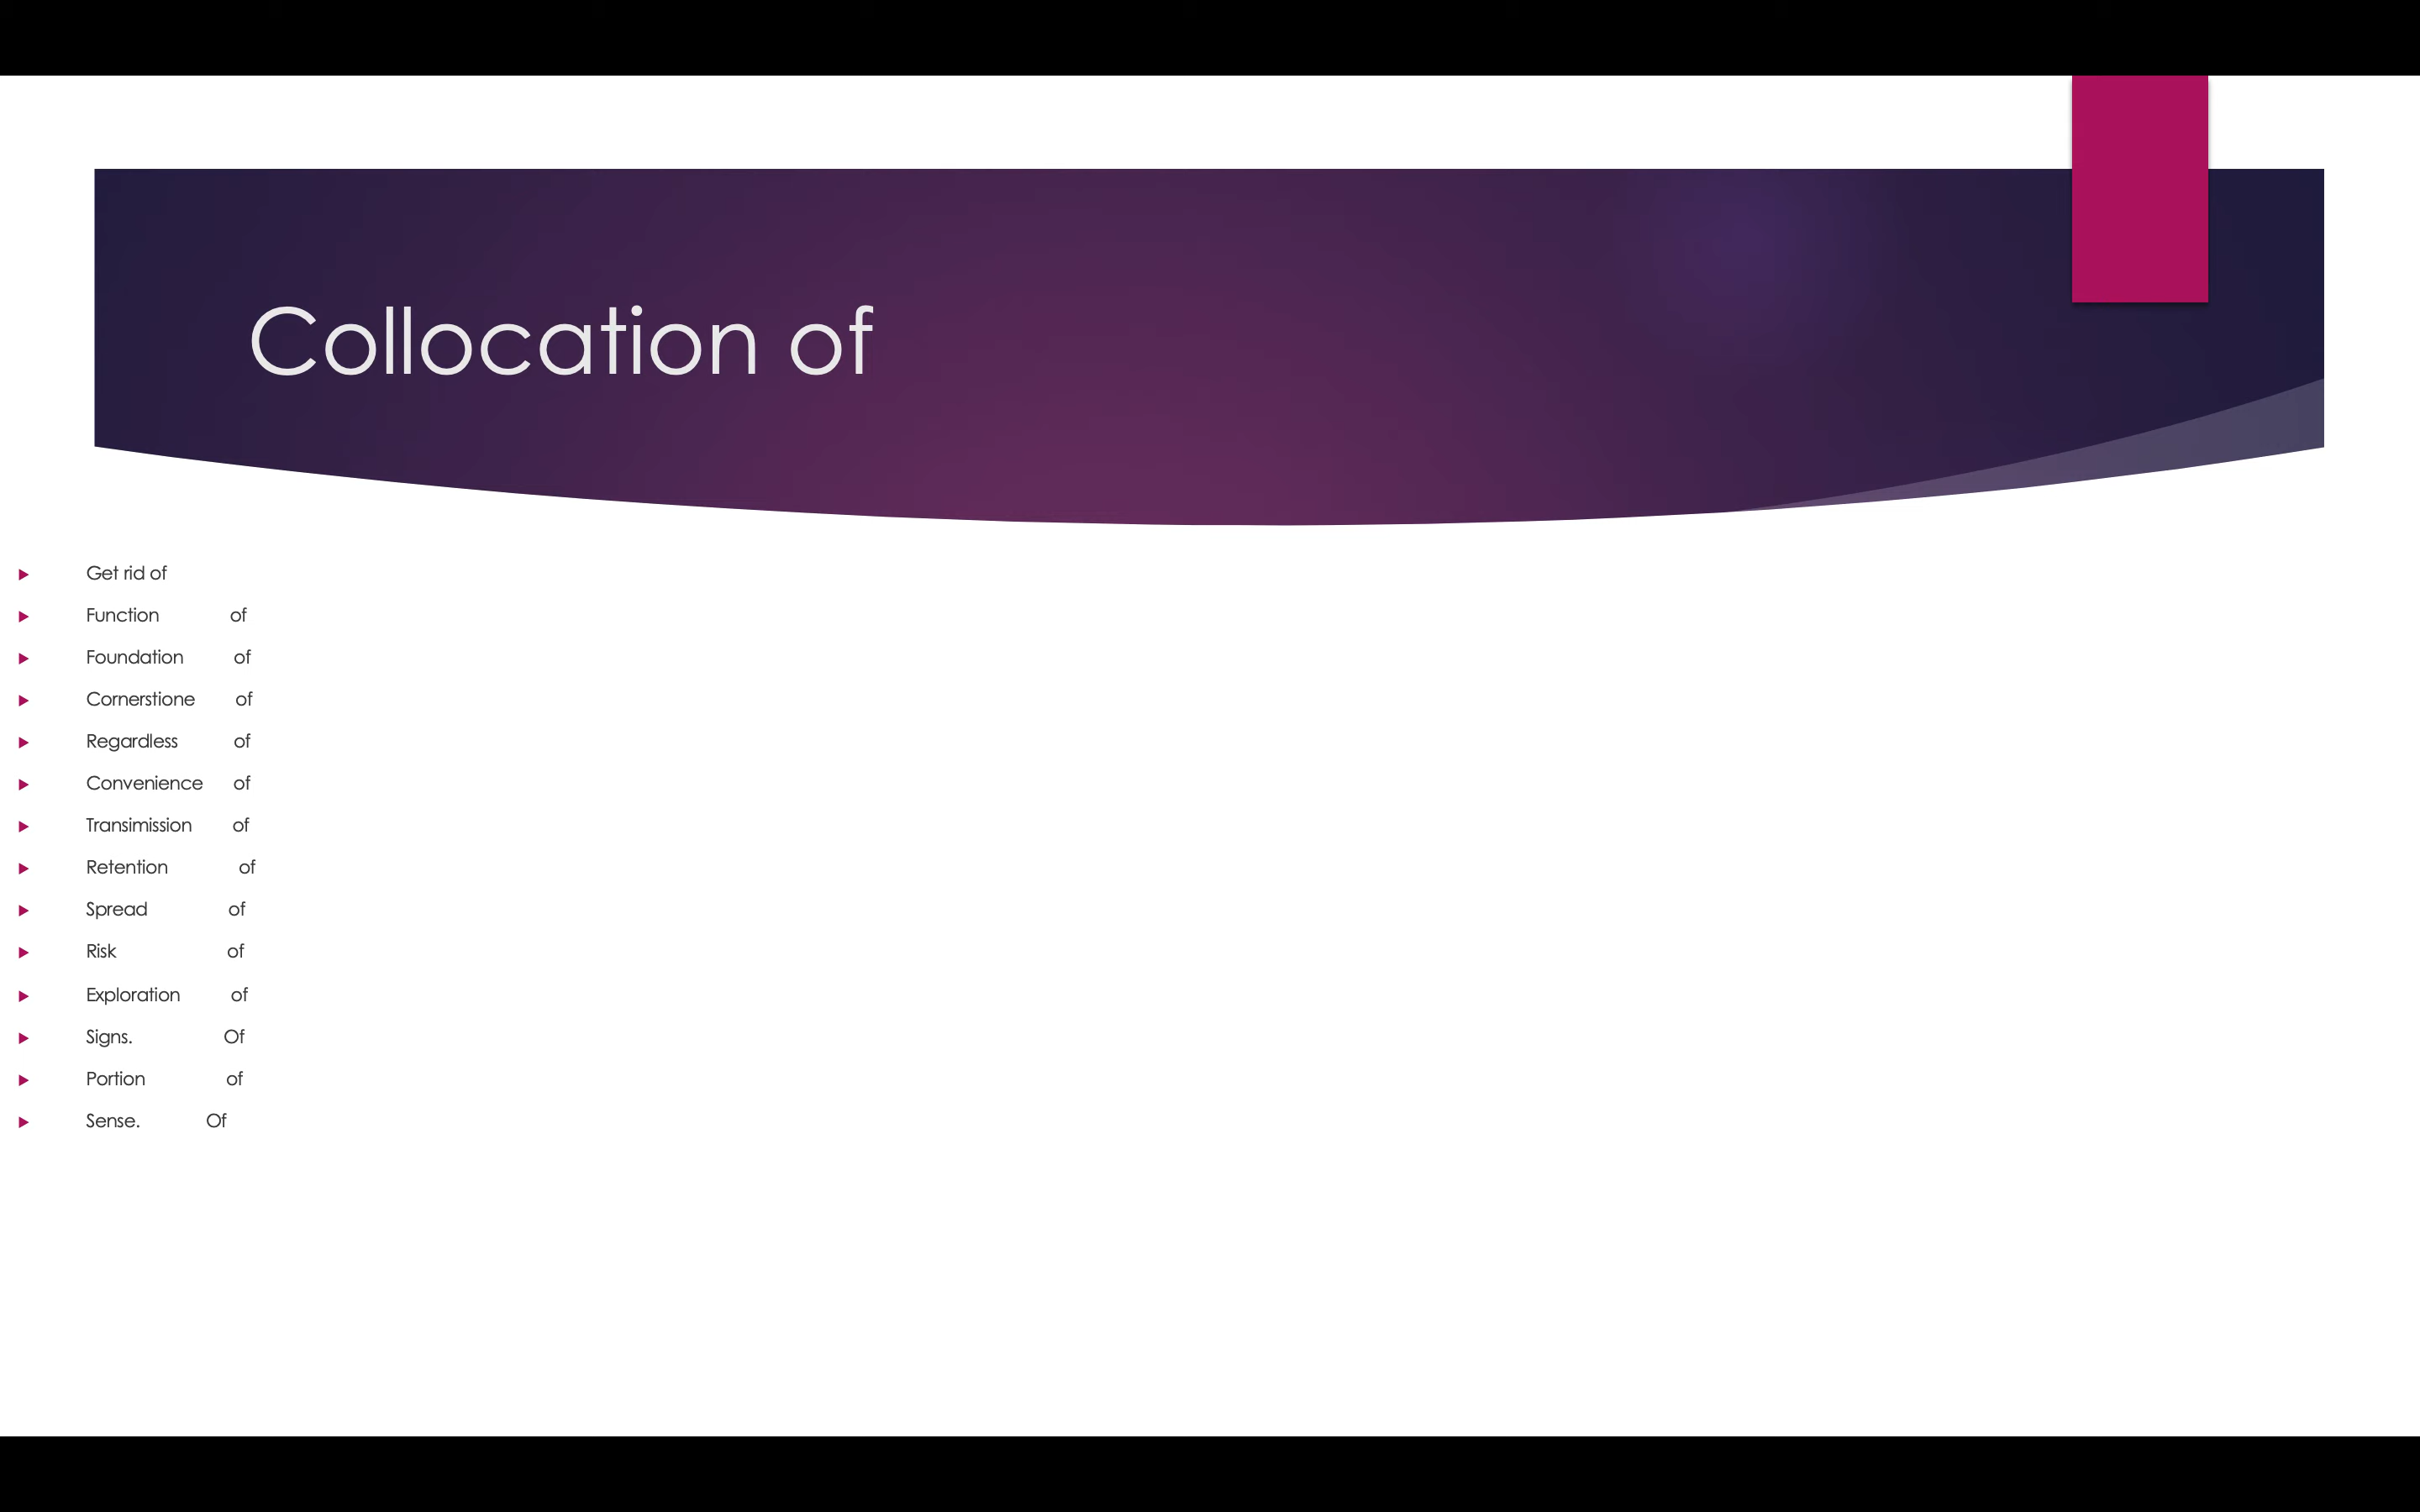 Collocation of
Get rid of
Function of
Foundation of
Cornerstione of
Regardless of
Convenience of
Transimission of
Retention of
Spread of
Risk of
Exploration of
Signs. Of
Portion of
Sense. Of